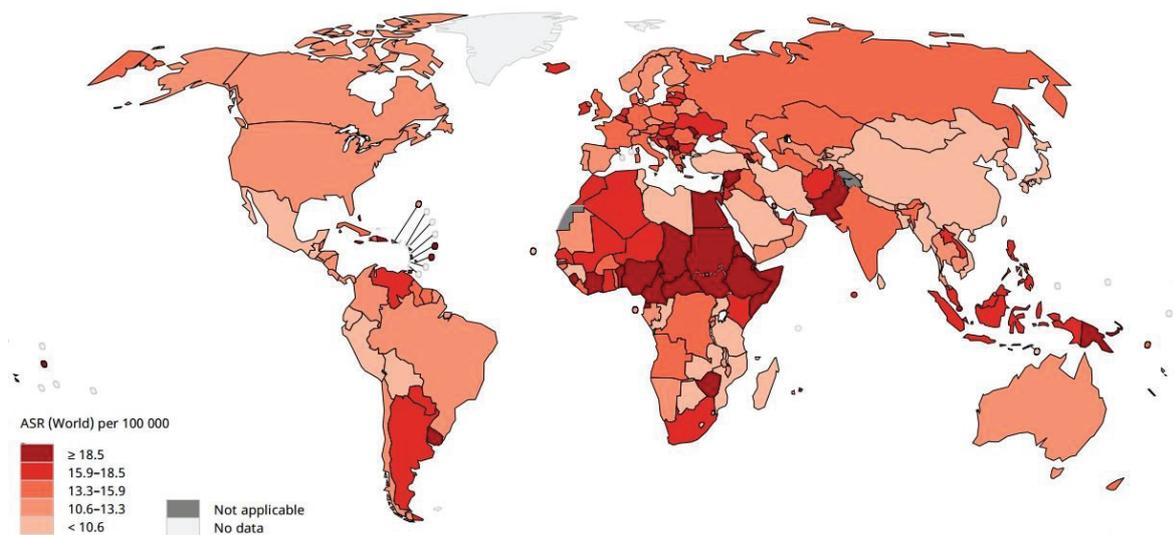 ASR (World) per 100 000
≥ 18.5
15.9–18.5
13.3–15.9
10.6–13.3
< 10.6
Not applicable
No data